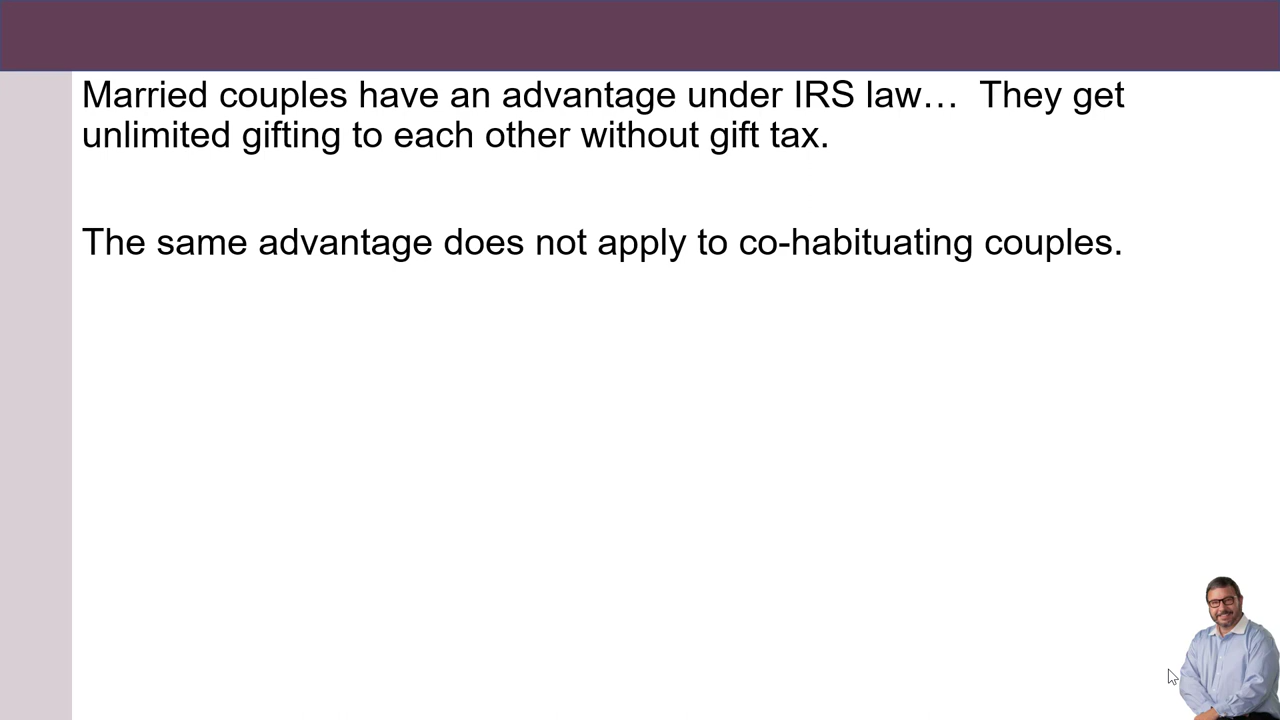 Married couples have an advantage under IRS law…  They get
unlimited gifting to each other without gift tax.
The same advantage does not apply to co-habituating couples.